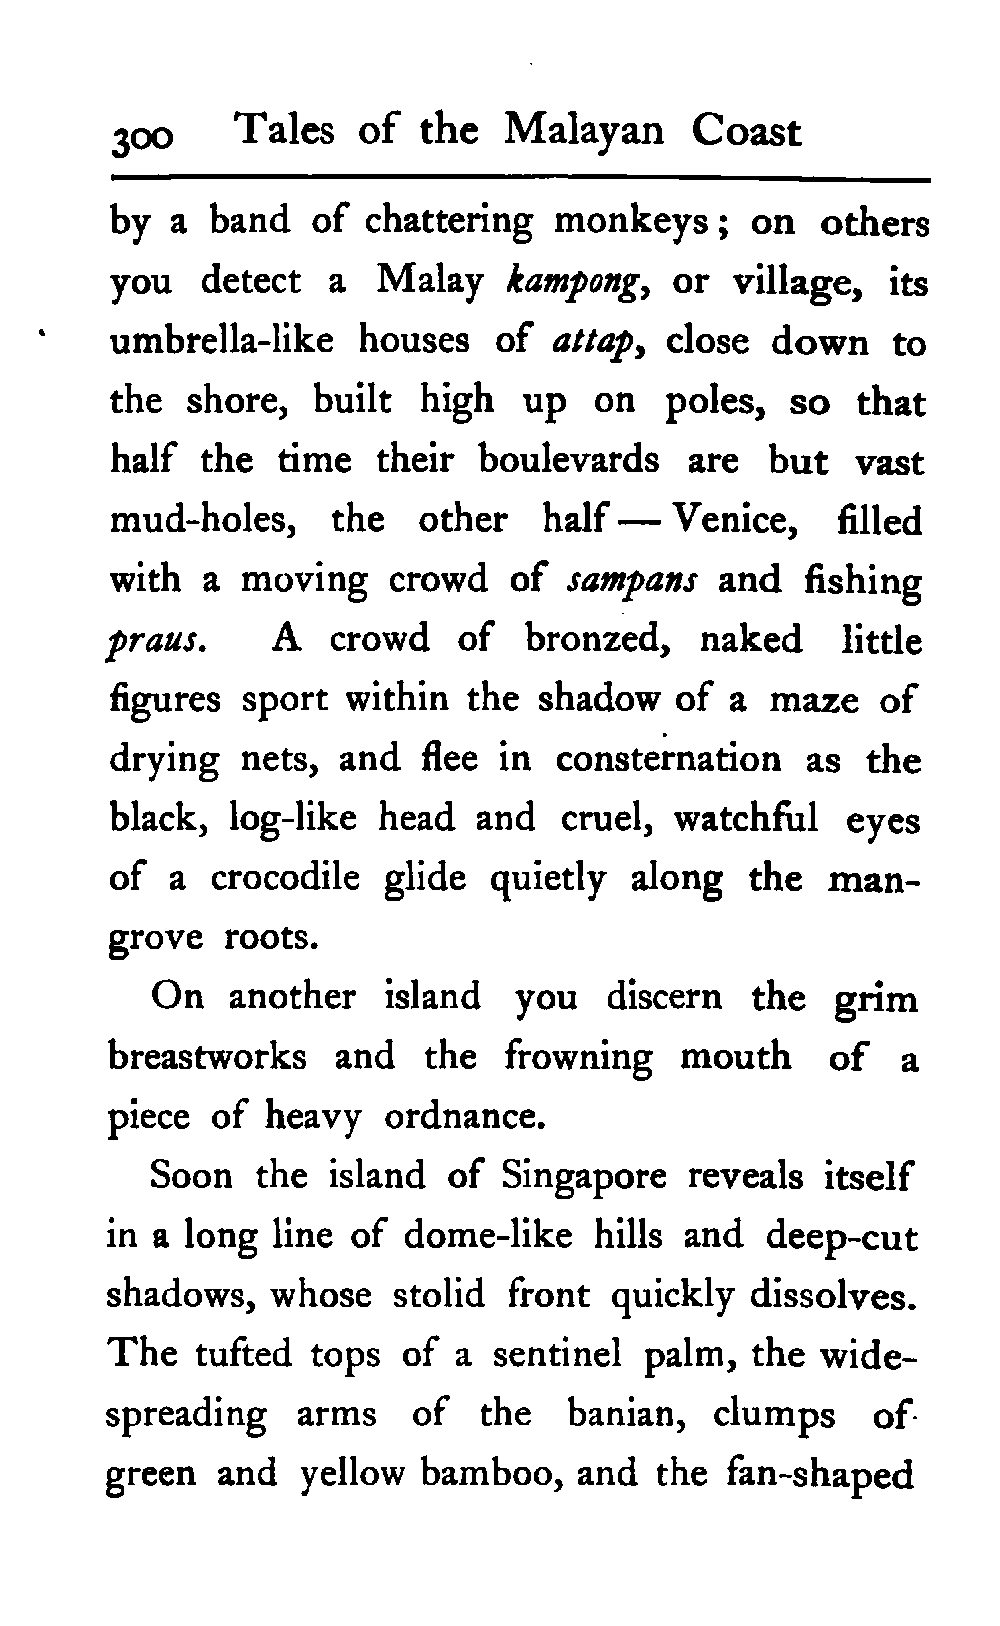 300 Tales of the Malayan Coast
by a band of chattering monkeys; on others
you detect a Malay kampong, or village, its
umbrella-like houses of attap, close down to
the shore, built high up on poles, so that
half the time their boulevards are but vast
mud-holes, the other half — Venice, filled
with a moving crowd of sampans and fishing
praus. A crowd of bronzed, naked little
figures sport within the shadow of a maze of
drying nets, and flee in consternation as the
black, log-like head and cruel, watchful eyes
of a crocodile glide quietly along the man-
grove roots.
On another island you discern the grim
breastworks and the frowning mouth of a
piece of heavy ordnance.
Soon the island of Singapore reveals itself
in a long line of dome-like hills and deep-cut
shadows, whose stolid front quickly dissolves.
The tufted tops of a sentinel palm, the wide-
spreading arms of the banian, clumps of
green and yellow bamboo, and the fan-shaped